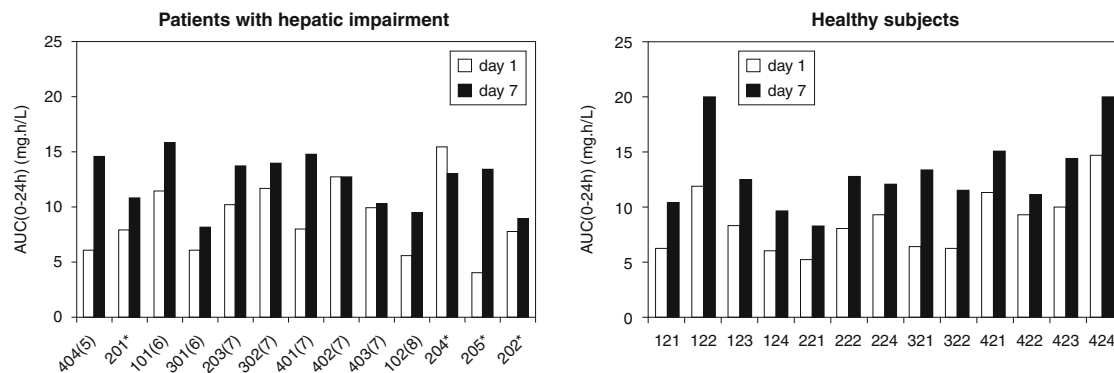 Patients with hepatic impairment
25
20
15
10
5
0
AUC(0-24h) (mg.h/L)
day 1
day 7
404(5)
201*
101(6)
301(6)
203(7)
302(7)
401(7)
402(7)
403(7)
102(8)
204*
205*
202*
Healthy subjects
25
20
15
10
5
0
AUC(0-24h) (mg.h/L)
day 1
day 7
121 122 123 124 221 222 224 321 322 421 422 423 424